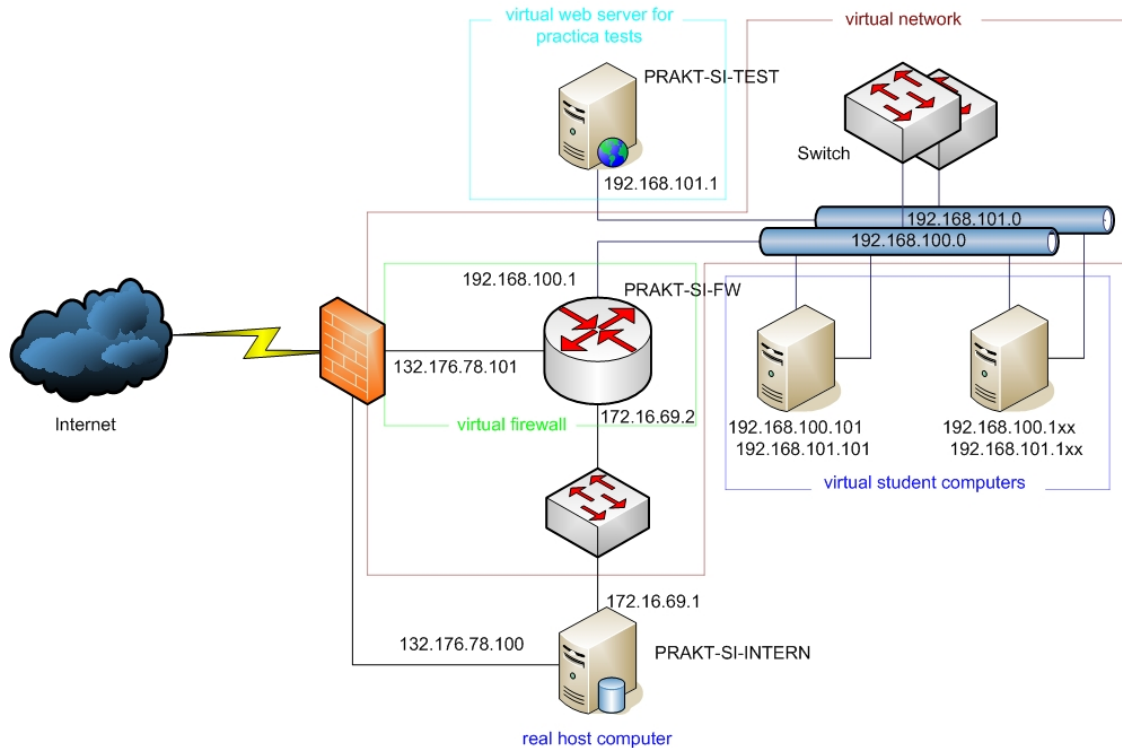 virtual web server for
practica tests
virtual network
PRAKT-SI-TEST
Switch
192.168.101.1
192.168.101.0
192.168.100.0
192.168.100.1
PRAKT-SI-FW
132.176.78.101
Internet
172.16.69.2
virtual firewall
192.168.100.101
192.168.101.101
192.168.100.1xx
192.168.101.1xx
virtual student computers
172.16.69.1
132.176.78.100
PRAKT-SI-INTERN
real host computer